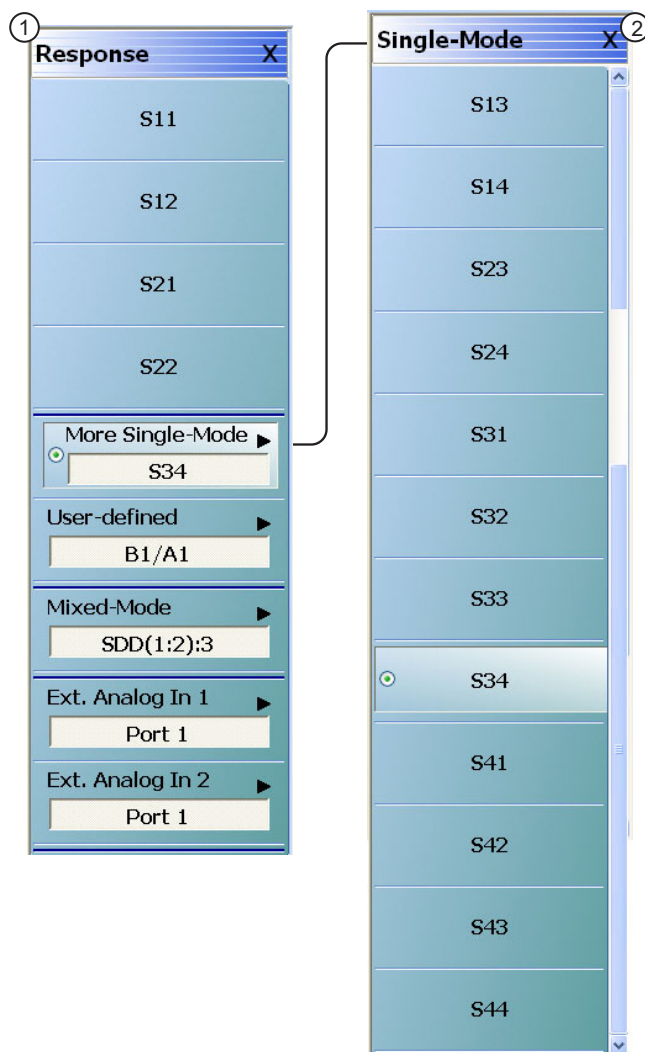 1
Response X
S11
S12
S21
S22
More Single-Mode
S34
User-defined
B1/A1
Mixed-Mode
SDD(1:2):3
Ext. Analog In 1
Port 1
Ext. Analog In 2
Port 1
Single-Mode X
2
S13
S14
S23
S24
S31
S32
S33
S34
S41
S42
S43
S44